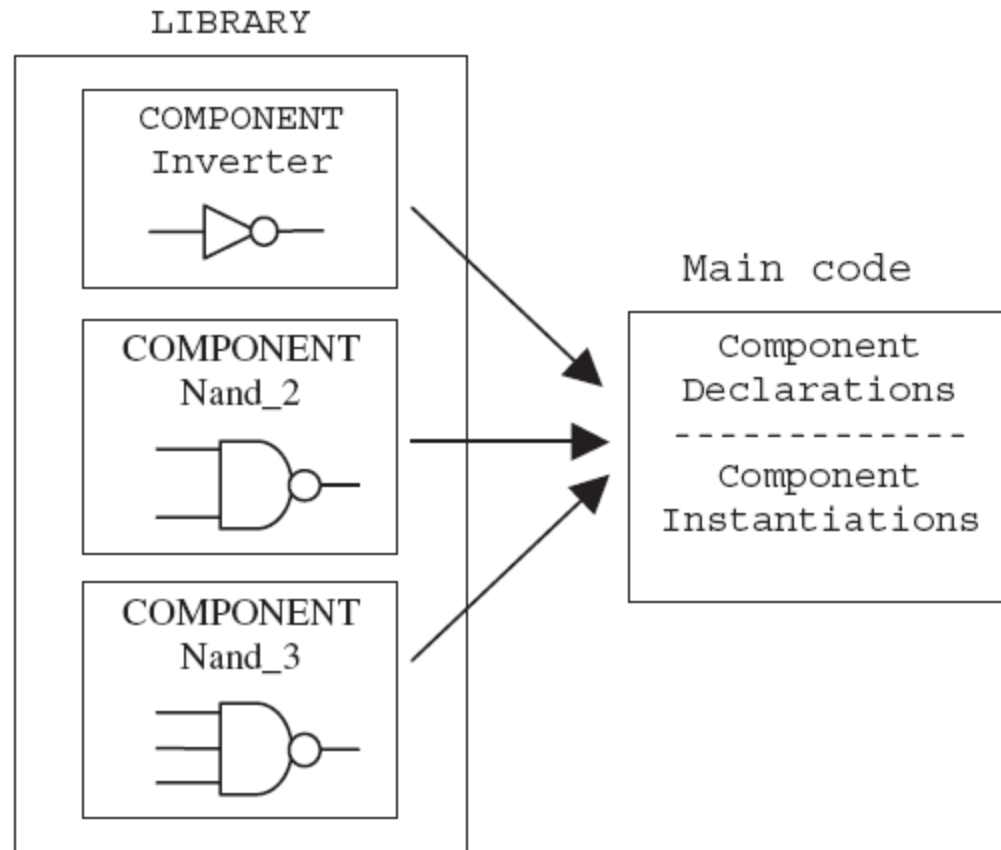 LIBRARY
COMPONENT
Inverter
COMPONENT
Nand_2
COMPONENT
Nand_3
Main code
Component
Declarations
-------------
Component
Instantiations